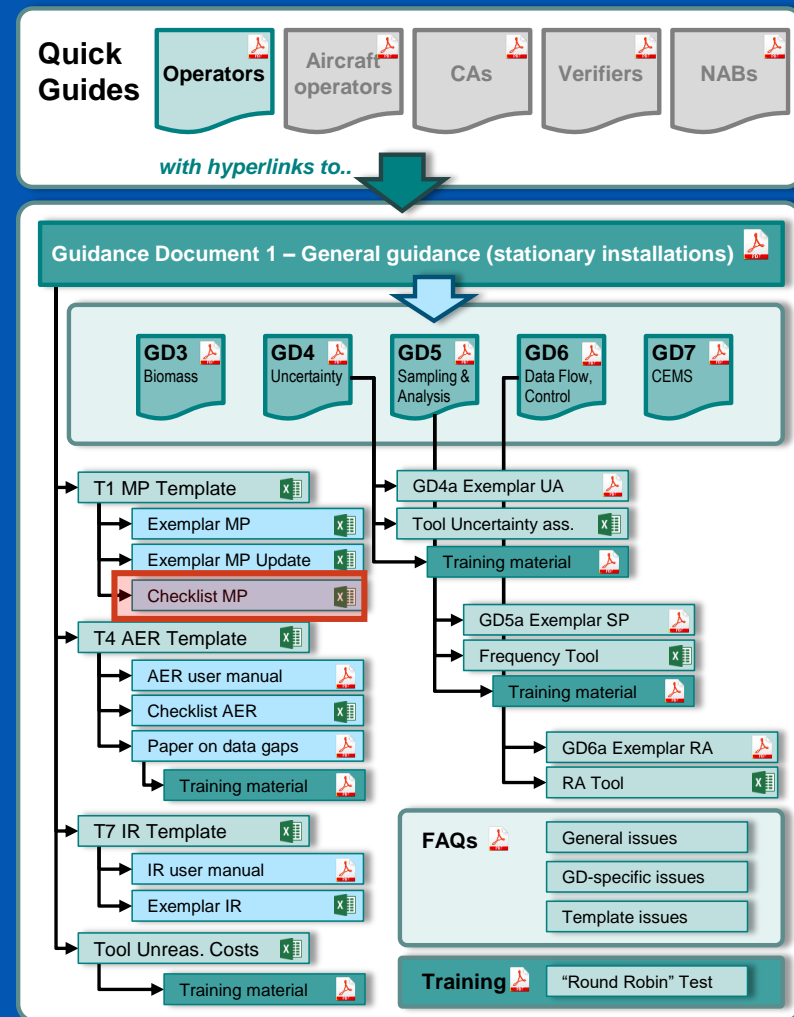 Quick
Guides
Operators
Aircraft
operators
CAs
Verifiers
NABs
with hyperlinks to..
Guidance Document 1 – General guidance (stationary installations)
GD3
Biomass
GD4
Uncertainty
GD5
Sampling &
Analysis
GD6
Data Flow,
Control
GD7
CEMS
T1 MP Template
Exemplar MP
Exemplar MP Update
Checklist MP
T4 AER Template
AER user manual
Checklist AER
Paper on data gaps
Training material
T7 IR Template
IR user manual
Exemplar IR
Tool Unreas. Costs
Training material
GD4a Exemplar UA
Tool Uncertainty ass.
Training material
GD5a Exemplar SP
Frequency Tool
Training material
GD6a Exemplar RA
RA Tool
FAQs
General issues
GD-specific issues
Template issues
Training
“Round Robin” Test